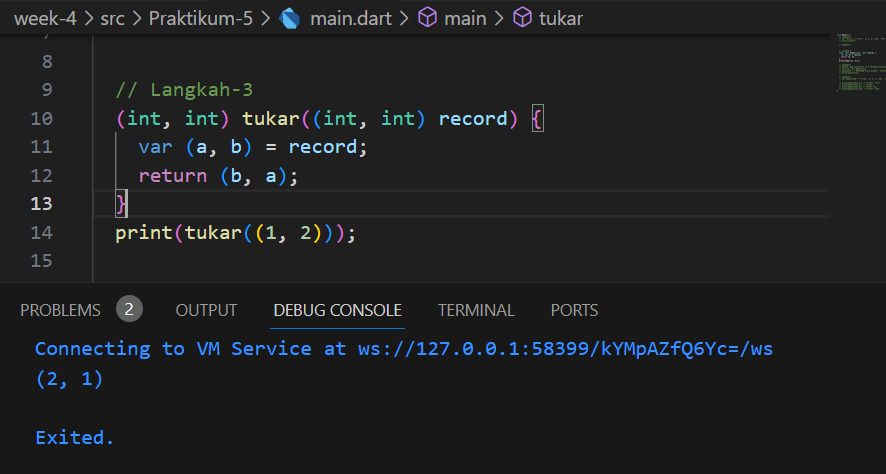 week-4 > src > Praktikum-5 > main.dart > main > tukar
7
8
9 // Langkah-3
10 (int, int) tukar((int, int) record) {
11 var (a, b) = record;
12 return (b, a);
13 }
14 print(tukar((1, 2)));
15
PROBLEMS 2 OUTPUT DEBUG CONSOLE TERMINAL PORTS
Connecting to VM Service at ws://127.0.0.1:58399/kYMpAZfQ6Yc=/ws
(2, 1)
Exited.